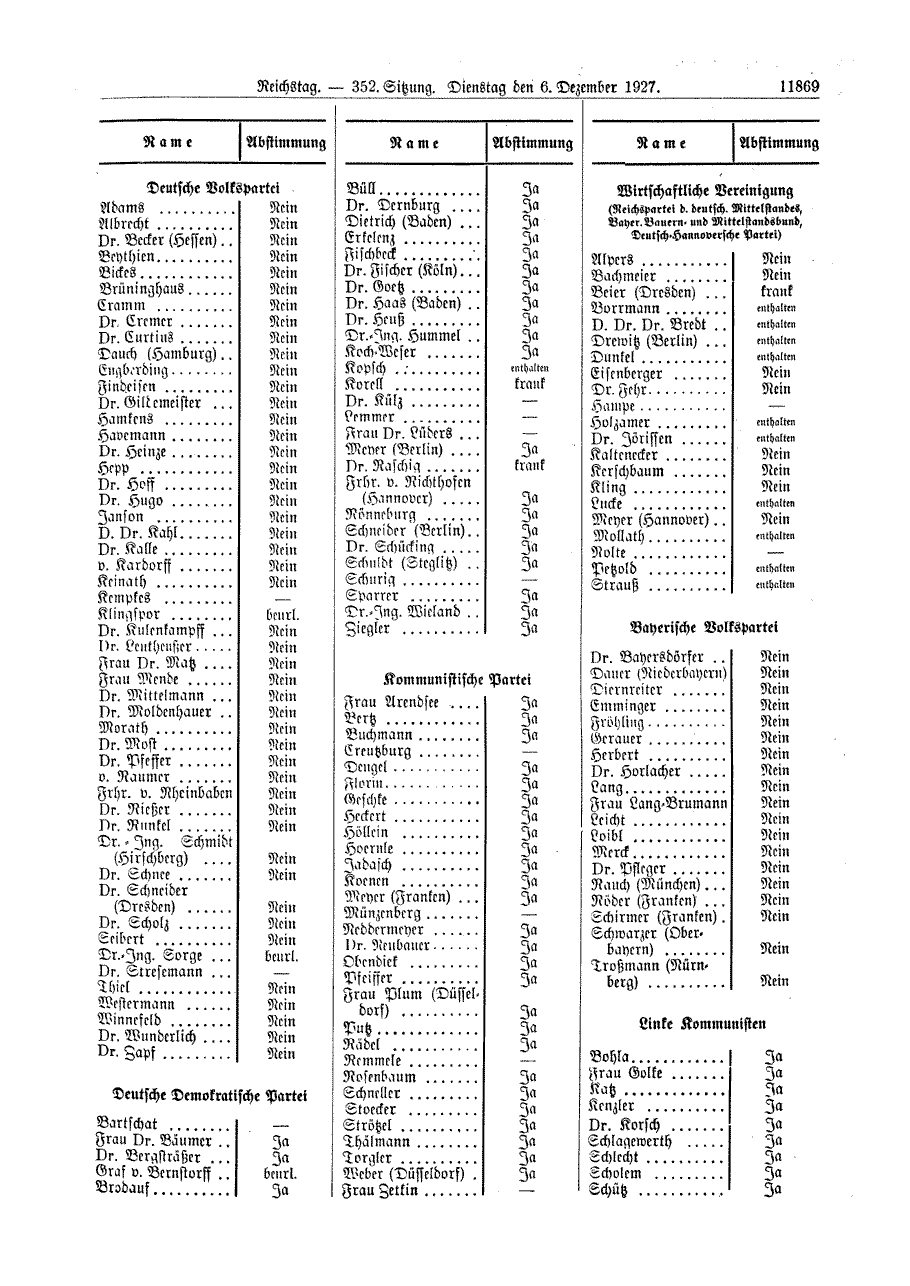 Reichstag. — 352. Sitzung. Dienstag den 6. Dezember 1927. 11869
Name Abstimmung
Deutsche Volkspartei
Adams .......... Nein
Albrecht .......... Nein
Dr. Becker (Hessen) .. Nein
Beythien .......... Nein
Bickes .......... Nein
Brüninghaus ...... Nein
Cramm .......... Nein
Dr. Cremer ....... Nein
Dr. Curtius ....... Nein
Dauch (Hamburg) .. Nein
Engberding ....... Nein
Findeisen ......... Nein
Dr. Gildemeister ... Nein
Hamkens ......... Nein
Havemann ........ Nein
Dr. Heinze ........ Nein
Hepp ............ Nein
Dr. Hoff ......... Nein
Dr. Hugo ........ Nein
Janson .......... Nein
D. Dr. Kahl ....... Nein
Dr. Kalle ......... Nein
v. Kardorff ....... Nein
Keinath .......... Nein
Kempkes ......... —
Klingspor ......... beurl.
Dr. Kulenkampff ... Nein
Dr. Leutheußer ..... Nein
Frau Dr. Matz .... Nein
Frau Mende ...... Nein
Dr. Mittelmann ... Nein
Dr. Moldenhauer .. Nein
Morath .......... Nein
Dr. Most ......... Nein
Dr. Pfeffer ....... Nein
v. Raumer ....... Nein
Frhr. v. Rheinbaben Nein
Dr. Rießer ....... Nein
Dr. Runkel ...... Nein
Dr.-Ing. Schmidt
(Hirschberg) .... Nein
Dr. Schnee ....... Nein
Dr. Schneider
(Dresden) ...... Nein
Dr. Scholz ....... Nein
Seibert .......... Nein
Dr.-Ing. Sorge ... beurl.
Dr. Stresemann ... —
Thiel ............ Nein
Westermann ...... Nein
Winnefeld ........ Nein
Dr. Wunderlich .... Nein
Dr. Zapf ......... Nein
Deutsche Demokratische Partei
Bartschat ........ —
Frau Dr. Bäumer .. Ja
Dr. Bergsträßer ... Ja
Graf v. Bernstorff .. beurl.
Brodauf .......... Ja
Name Abstimmung
Büll ............. Ja
Dr. Dernburg .... Ja
Dietrich (Baden) ... Ja
Erkelenz .......... Ja
Fischbeck .......... Ja
Dr. Fischer (Köln) ... Ja
Dr. Goetz ........ Ja
Dr. Haas (Baden) .. Ja
Dr. Heuß ......... Ja
Dr.-Ing. Hummel .. Ja
Koch-Weser ....... Ja
Kopsch .......... enthalten
Korell .......... krank
Dr. Külz ......... —
Lemmer .......... —
Frau Dr. Lüders ... —
Meyer (Berlin) .... Ja
Dr. Raschig ....... krank
Frhr. v. Richthofen
(Hannover) ..... Ja
Rönneburg ....... Ja
Schneider (Berlin) .. Ja
Dr. Schücking ..... Ja
Schuldt (Steglitz) .. Ja
Schurig .......... —
Sparrer .......... Ja
Dr.-Ing. Wieland .. Ja
Ziegler .......... Ja
Kommunistische Partei
Frau Arendsee .... Ja
Bertz ............ Ja
Buchmann ........ Ja
Creutzburg ........ —
Dengel ........... Ja
Florin ............ Ja
Geschke ........... Ja
Heckert .......... Ja
Höllein .......... Ja
Hoernle .......... Ja
Jadasch .......... Ja
Koenen .......... Ja
Meyer (Franken) ... Ja
Münzenberg ....... —
Neddermeyer ...... Ja
Dr. Neubauer ...... Ja
Obendiek ......... Ja
Pfeiffer .......... Ja
Frau Plum (Düssel-
dorf) .......... Ja
Putz ............. Ja
Rädel ........... Ja
Remmele ......... —
Rosenbaum ....... Ja
Schneller ......... Ja
Stoecker ......... Ja
Strötzel .......... Ja
Thälmann ........ Ja
Torgler .......... Ja
Weber (Düsseldorf) . Ja
Frau Zetkin ....... —
Name Abstimmung
Wirtschaftliche Vereinigung
(Reichspartei d. deutsch. Mittelstandes,
Bayer. Bauern- und Mittelstandsbund,
Deutsch-Hannoversche Partei)
Alpers ........... Nein
Bachmeier ........ Nein
Beier (Dresden) ... krank
Borrmann ........ enthalten
D. Dr. Dr. Bredt .. enthalten
Drewitz (Berlin) ... enthalten
Dunkel ........... enthalten
Eisenberger ....... Nein
Dr. Fehr .......... Nein
Hampe ........... —
Holzamer ......... enthalten
Dr. Jörissen ...... enthalten
Kaltenecker ....... Nein
Kerschbaum ....... Nein
Kling ............ Nein
Lucke ............ enthalten
Meyer (Hannover) .. Nein
Mollath ........... enthalten
Nolte ............ —
Petzold .......... enthalten
Strauß ........... enthalten
Bayerische Volkspartei
Dr. Bayersdörfer .. Nein
Dauer (Niederbayern) Nein
Diernreiter ....... Nein
Emminger ........ Nein
Fröhling .......... Nein
Gerauer .......... Nein
Herbert .......... Nein
Dr. Horlacher ..... Nein
Lang ............. Nein
Frau Lang-Brumann Nein
Leicht ............ Nein
Loibl ............ Nein
Merck ............ Nein
Dr. Pfleger ....... Nein
Rauch (München) ... Nein
Röder (Franken) ... Nein
Schirmer (Franken) . Nein
Schwarzer (Ober-
bayern) ........ Nein
Troßmann (Nürn-
berg) .......... Nein
Linke Kommunisten
Bohla ............ Ja
Frau Golke ....... Ja
Katz ............. Ja
Kenzler .......... Ja
Dr. Korsch ....... Ja
Schlagewerth ..... Ja
Schlecht .......... Ja
Scholem ......... Ja
Schütz ........... Ja